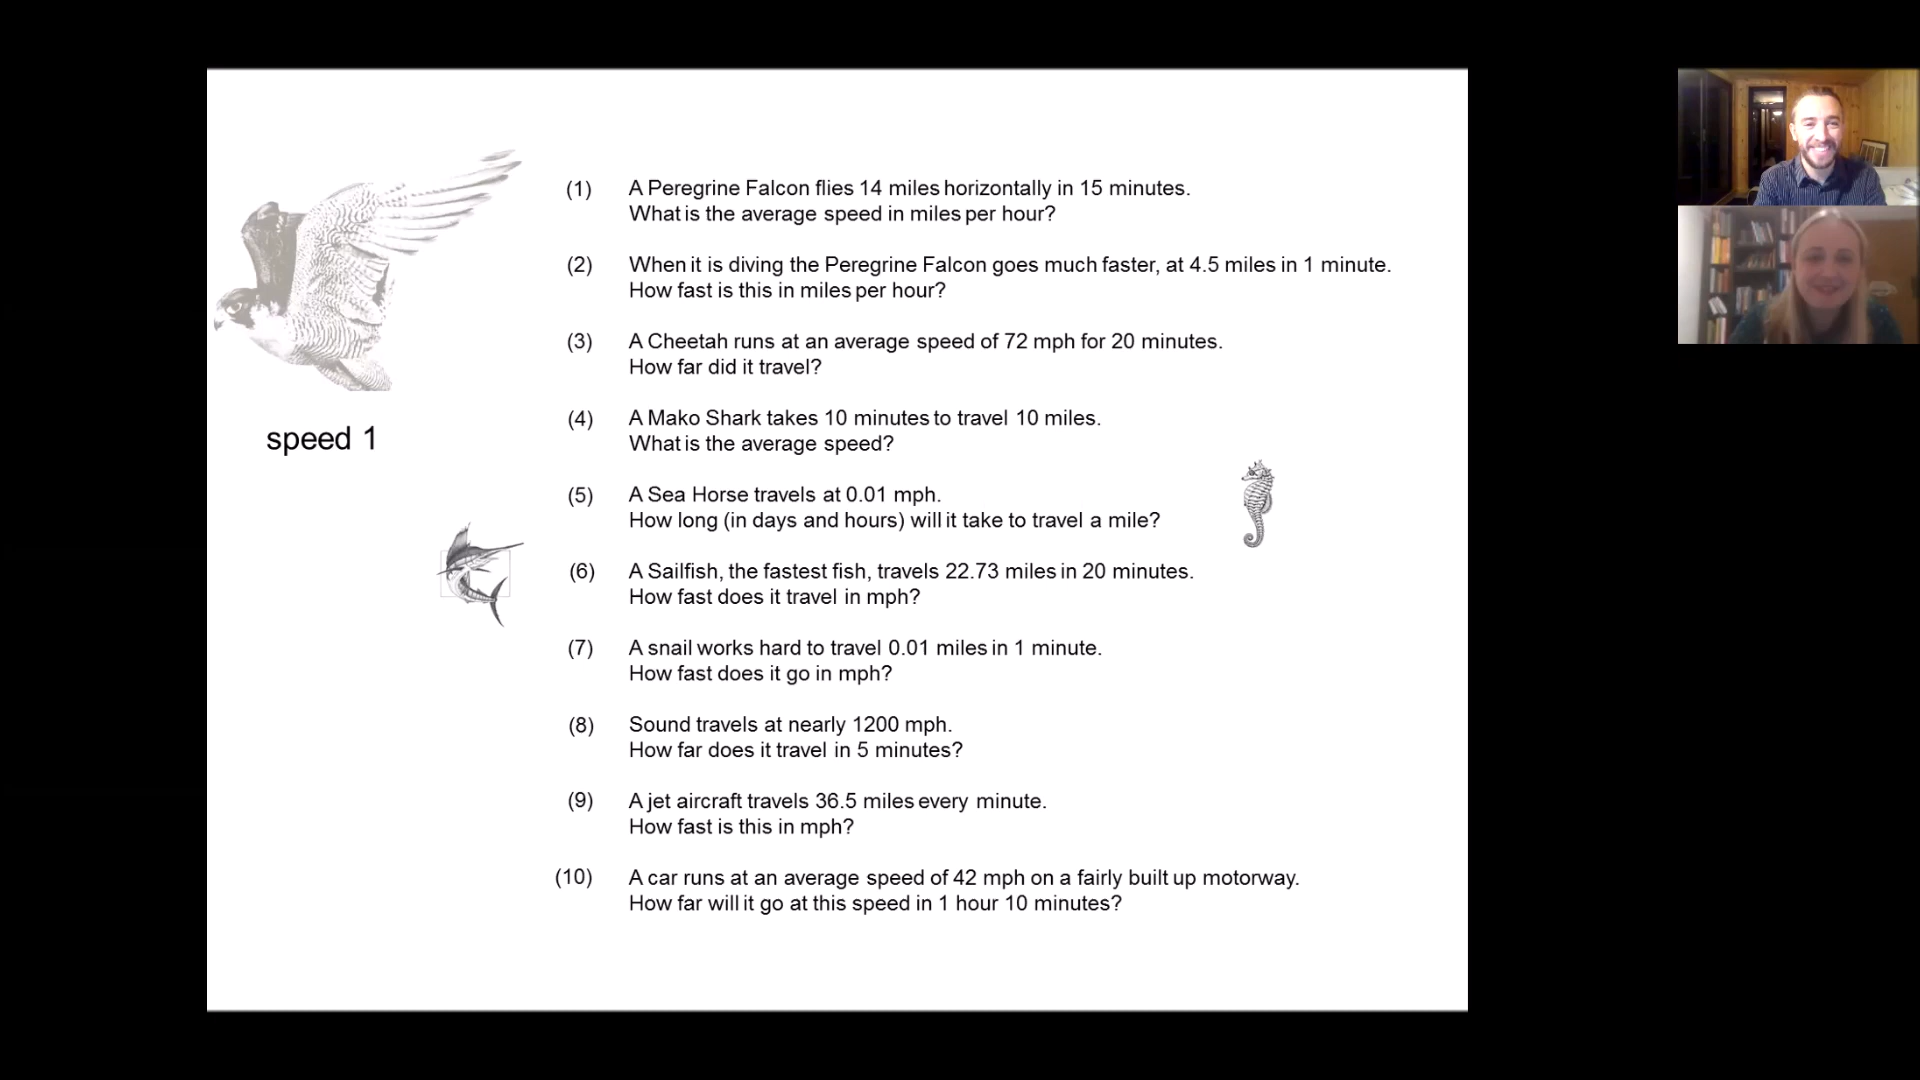 (1) A Peregrine Falcon flies 14 miles horizontally in 15 minutes.
What is the average speed in miles per hour?
(2) When it is diving the Peregrine Falcon goes much faster, at 4.5 miles in 1 minute.
How fast is this in miles per hour?
(3) A Cheetah runs at an average speed of 72 mph for 20 minutes.
How far did it travel?
(4) A Mako Shark takes 10 minutes to travel 10 miles.
What is the average speed?
speed 1
(5) A Sea Horse travels at 0.01 mph.
How long (in days and hours) will it take to travel a mile?
(6) A Sailfish, the fastest fish, travels 22.73 miles in 20 minutes.
How fast does it travel in mph?
(7) A snail works hard to travel 0.01 miles in 1 minute.
How fast does it go in mph?
(8) Sound travels at nearly 1200 mph.
How far does it travel in 5 minutes?
(9) A jet aircraft travels 36.5 miles every minute.
How fast is this in mph?
(10) A car runs at an average speed of 42 mph on a fairly built up motorway.
How far will it go at this speed in 1 hour 10 minutes?